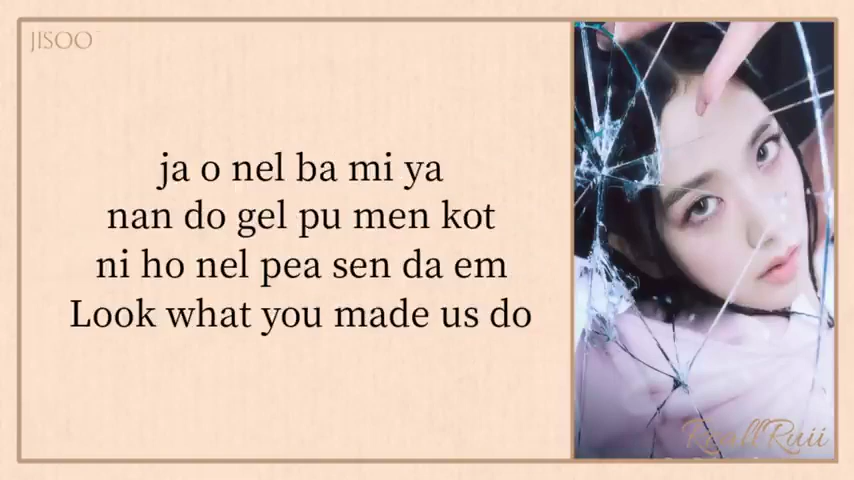 JISOO
ja o nel ba mi ya
nan do gel pu men kot
ni ho nel pea sen da em
Look what you made us do